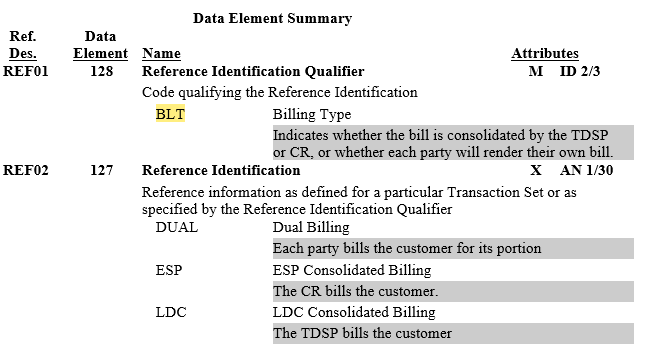 Data Element Summary
Ref. Data
Des. Element Name Attributes
REF01 128 Reference Identification Qualifier M ID 2/3
Code qualifying the Reference Identification
BLT Billing Type
Indicates whether the bill is consolidated by the TDSP
or CR, or whether each party will render their own bill.
REF02 127 Reference Identification X AN 1/30
Reference information as defined for a particular Transaction Set or as
specified by the Reference Identification Qualifier
DUAL Dual Billing
Each party bills the customer for its portion
ESP ESP Consolidated Billing
The CR bills the customer.
LDC LDC Consolidated Billing
The TDSP bills the customer